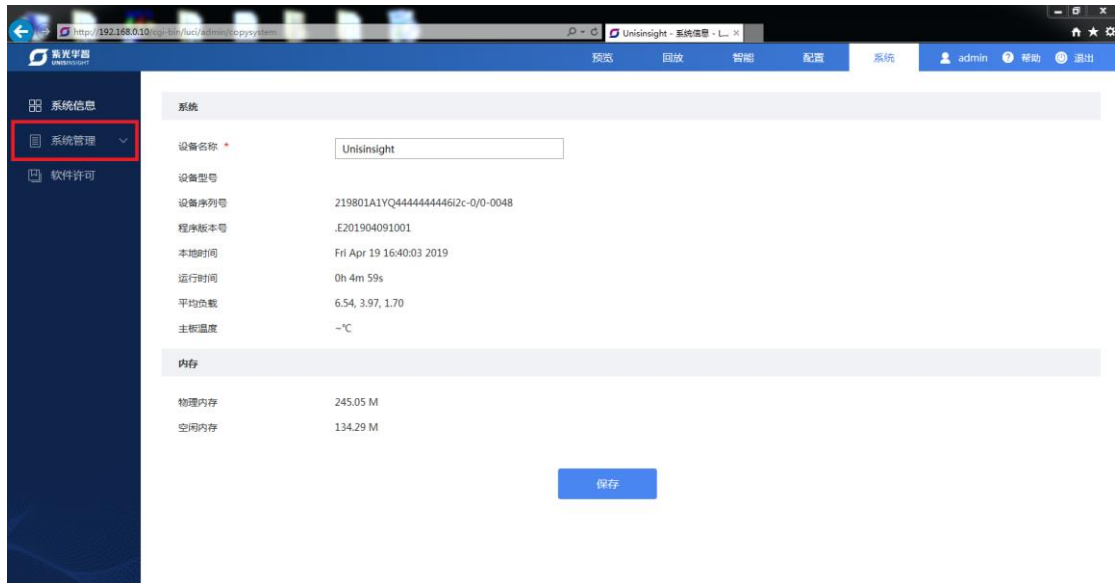 http://192.168.0.10/cgi-bin/luci/admin/copysystem
Unisinsight - 系统信息 - L... ×
紫光华智
UNISINSIGHT
预览 回放 智能 配置 系统 admin 帮助 退出
系统信息
系统管理
软件许可
系统
设备名称 * Unisinsight
设备型号
设备序列号 219801A1YQ4444444446i2c-0/0-0048
程序版本号 .E201904091001
本地时间 Fri Apr 19 16:40:03 2019
运行时间 0h 4m 59s
平均负载 6.54, 3.97, 1.70
主板温度 ~℃
内存
物理内存 245.05 M
空闲内存 134.29 M
保存